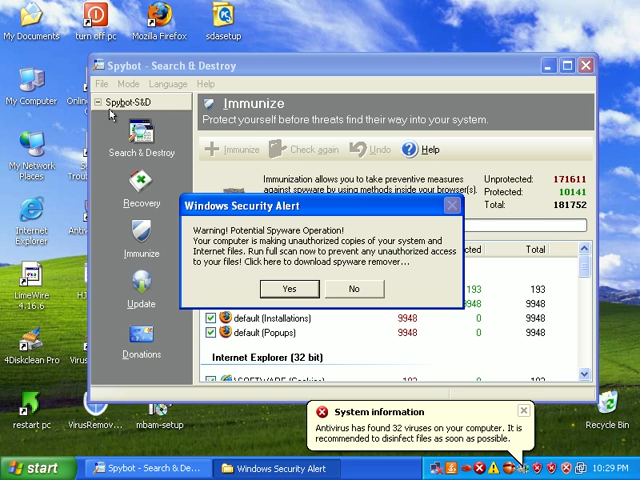 My Documents
turn off pc
Mozilla Firefox
sdasetup
Spybot - Search & Destroy
File Mode Language Help
Spybot-S&D
Immunize
Protect yourself before threats find their way into your system.
My Computer
Immunize
Check again
Undo
Help
Search & Destroy
My Network
Places
Immunization allows you to take preventive measures
against spyware by using methods inside your browser(s).
Unprotected: 171611
Protected: 10141
Total: 181752
Recovery
Windows Security Alert
Warning! Potential Spyware Operation!
Your computer is making unauthorized copies of your system and
Internet files. Run full scan now to prevent any unauthorized access
to your files! Click here to download spyware remover...
Yes
No
Internet
Explorer
Immunize
Total
193 193
9948 9948
LimeWire
4.16.6
Update
default (Installations) 9948 0 9948
default (Popups) 9948 0 9948
Internet Explorer (32 bit)
4Diskclean Pro
Donations
restart pc
VirusRemov...
mbam-setup
Recycle Bin
System information
Antivirus has found 32 viruses on your computer. It is
recommended to disinfect files as soon as possible.
start
Spybot - Search & De...
Windows Security Alert
10:29 PM